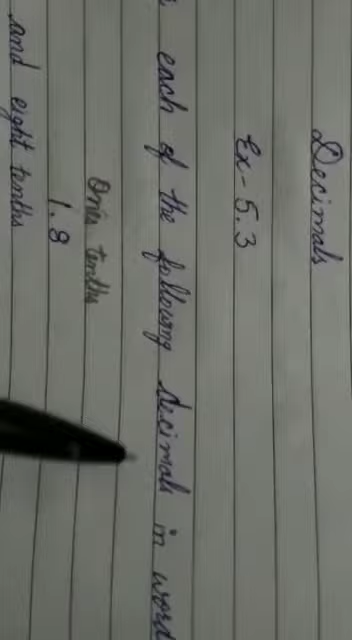 Decimals
Ex - 5.3
each of the following decimals in word
Ones tenths
1.8
and eight tenths